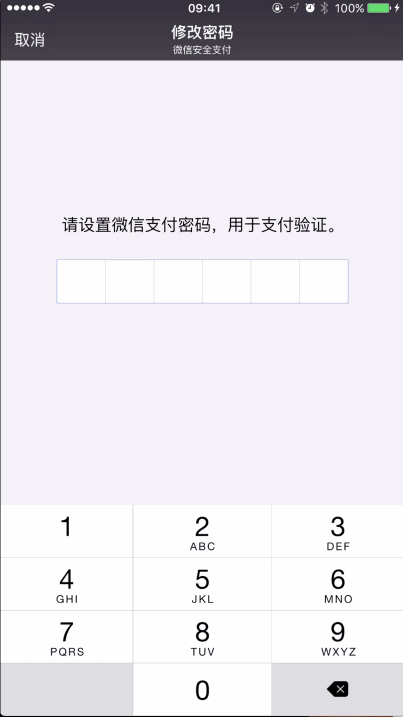 09:41
100%
取消
修改密码
微信安全支付
请设置微信支付密码，用于支付验证。
1
2
3
ABC
DEF
4
5
6
GHI
JKL
MNO
7
8
9
PQRS
TUV
WXYZ
0